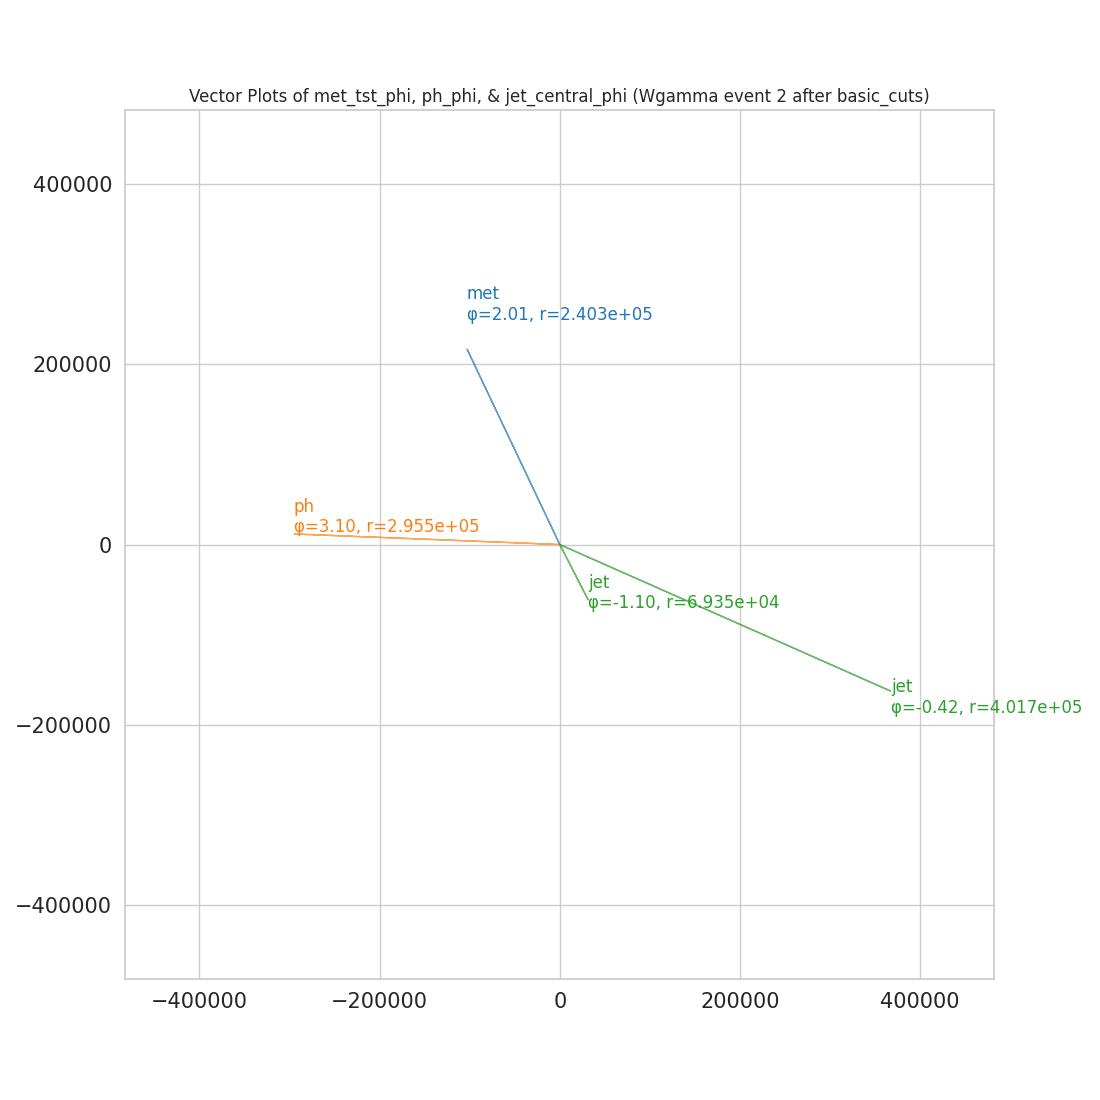 Vector Plots of met_tst_phi, ph_phi, & jet_central_phi (Wgamma event 2 after basic_cuts)
400000
200000
0
−200000
−400000
met
φ=2.01, r=2.403e+05
ph
φ=3.10, r=2.955e+05
jet
φ=-1.10, r=6.935e+04
jet
φ=-0.42, r=4.017e+05
−400000
−200000
0
200000
400000